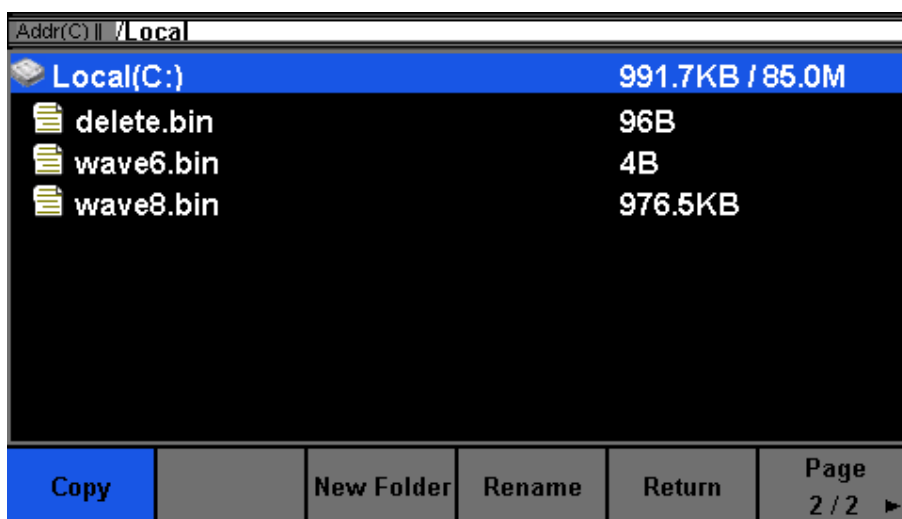 Addr(C) || /Local
Local(C:) 991.7KB / 85.0M
delete.bin 96B
wave6.bin 4B
wave8.bin 976.5KB
Copy New Folder Rename Return Page 2 / 2 ►